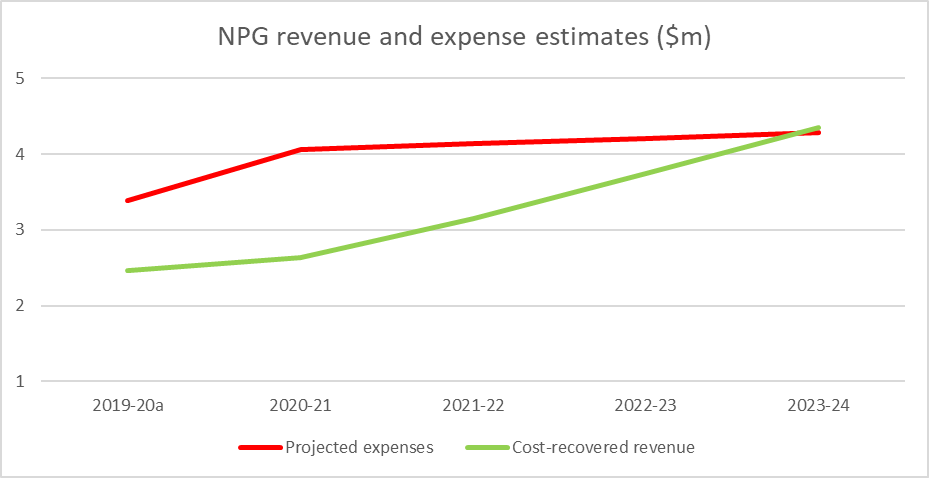 NPG revenue and expense estimates ($m)
5
4
3
2
1
2019-20a 2020-21 2021-22 2022-23 2023-24
Projected expenses Cost-recovered revenue